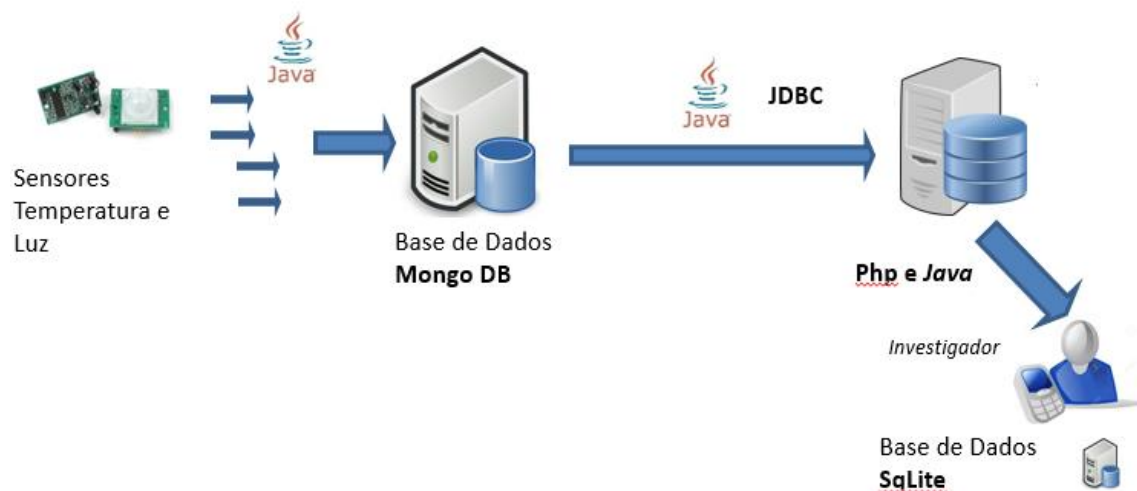 Java
Java
JDBC
Sensores
Temperatura e
Luz
Base de Dados
Mongo DB
Php e Java
Investigador
Base de Dados
SqLite